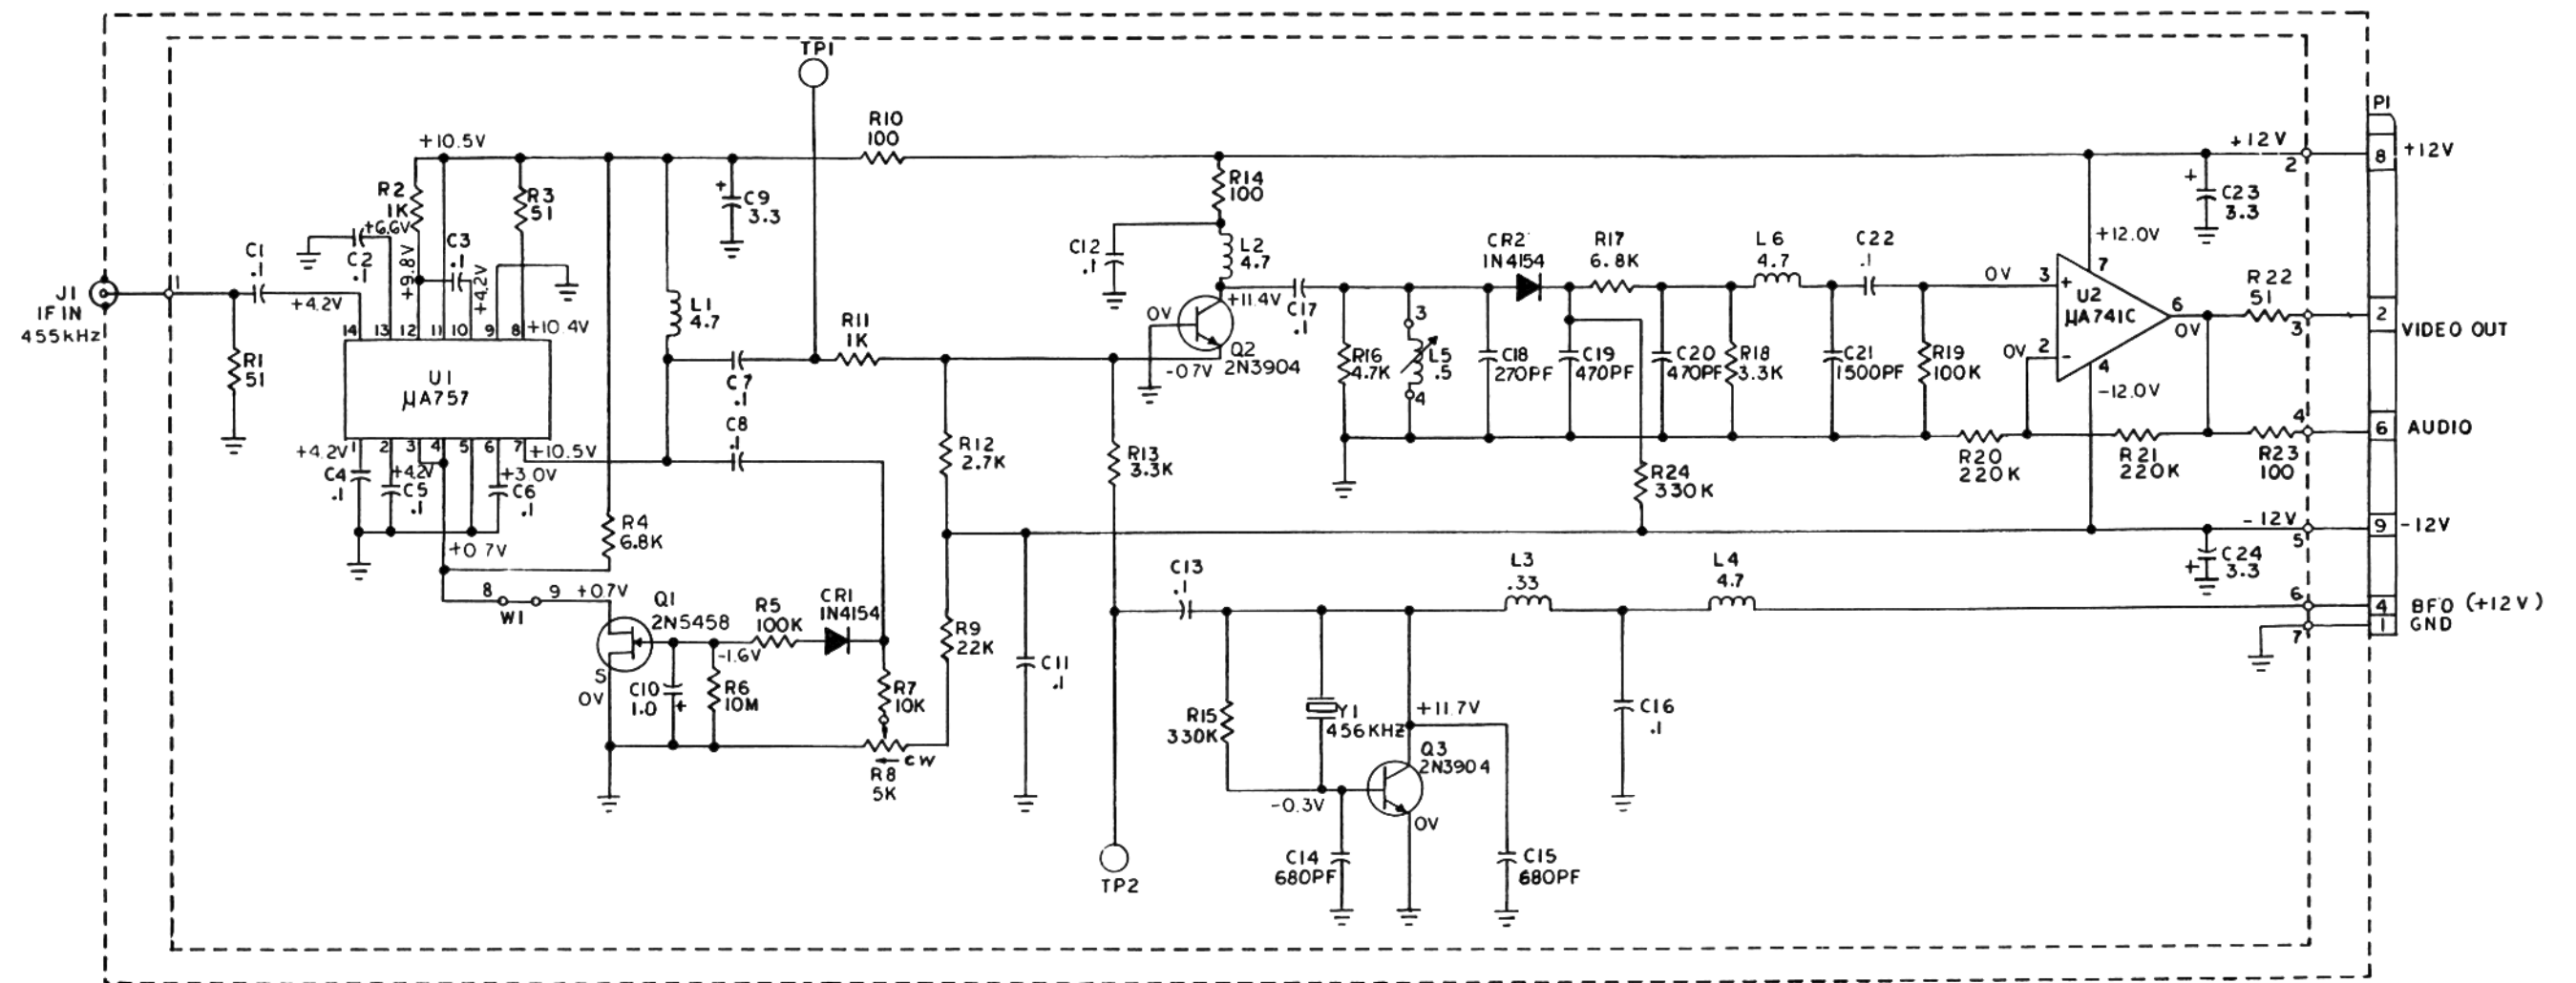 TP1
P1
R10
100
+10.5V
+12V
2
8
+12V
R14
100
R2
1K
R3
51
C9
3.3
+
C23
3.3
+
+6.6V
C2
.1
C3
.1
+9.8V
+4.2V
C12
.1
L2
4.7
CR2
1N4154
R17
6.8K
L6
4.7
C22
.1
+12.0V
7
C1
.1
1
J1
IF IN
455kHz
+4.2V
14
13
12
11
10
9
8
+10.4V
L1
4.7
R11
1K
0V
+11.4V
C17
.1
0V
3
+
U2
µA741C
6
0V
R22
51
3
2
VIDEO OUT
R1
51
U1
µA757
C7
.1
-0.7V
Q2
2N3904
R16
4.7K
3
L5
.5
4
C18
270PF
C19
470PF
C20
470PF
R18
3.3K
C21
1500PF
R19
100K
0V
2
-
4
-12.0V
C8
.1
+4.2V
1
2
3
4
5
6
7
+10.5V
+4.2V
+3.0V
C4
.1
C5
.1
C6
.1
R12
2.7K
R13
3.3K
R24
330K
R20
220K
R21
220K
R23
100
4
6
AUDIO
+0.7V
R4
6.8K
-12V
5
9
-12V
C24
3.3
+
8
9
+0.7V
W1
Q1
2N5458
R5
100K
CR1
1N4154
R9
22K
C11
.1
C13
.1
L3
.33
L4
4.7
6
4
BFO (+12V)
7
1
GND
-1.6V
S
0V
C10
1.0
+
R6
10M
R7
10K
CW
R8
5K
R15
330K
Y1
456KHz
+11.7V
Q3
2N3904
C16
.1
-0.3V
0V
C14
680PF
C15
680PF
TP2